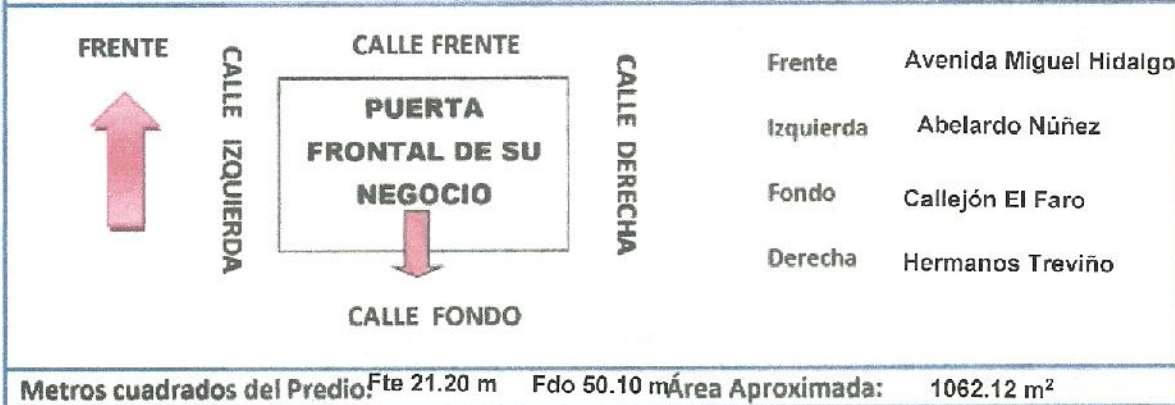 FRENTE
CALLE IZQUIERDA
CALLE FRENTE
PUERTA
FRONTAL DE SU
NEGOCIO
CALLE FONDO
CALLE DERECHA
Frente Avenida Miguel Hidalgo
Izquierda Abelardo Núñez
Fondo Callejón El Faro
Derecha Hermanos Treviño
Metros cuadrados del Predio: Fte 21.20 m Fdo 50.10 m Área Aproximada: 1062.12 m²